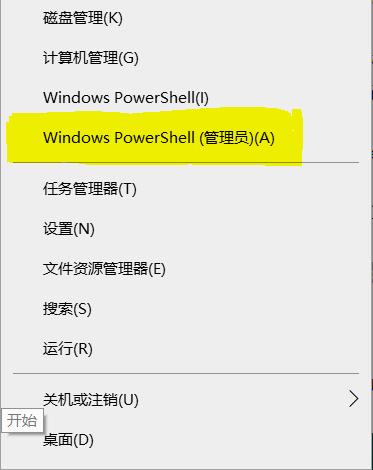 磁盘管理(K)
计算机管理(G)
Windows PowerShell(I)
Windows PowerShell (管理员)(A)
任务管理器(T)
设置(N)
文件资源管理器(E)
搜索(S)
运行(R)
关机或注销(U)
开始
桌面(D)